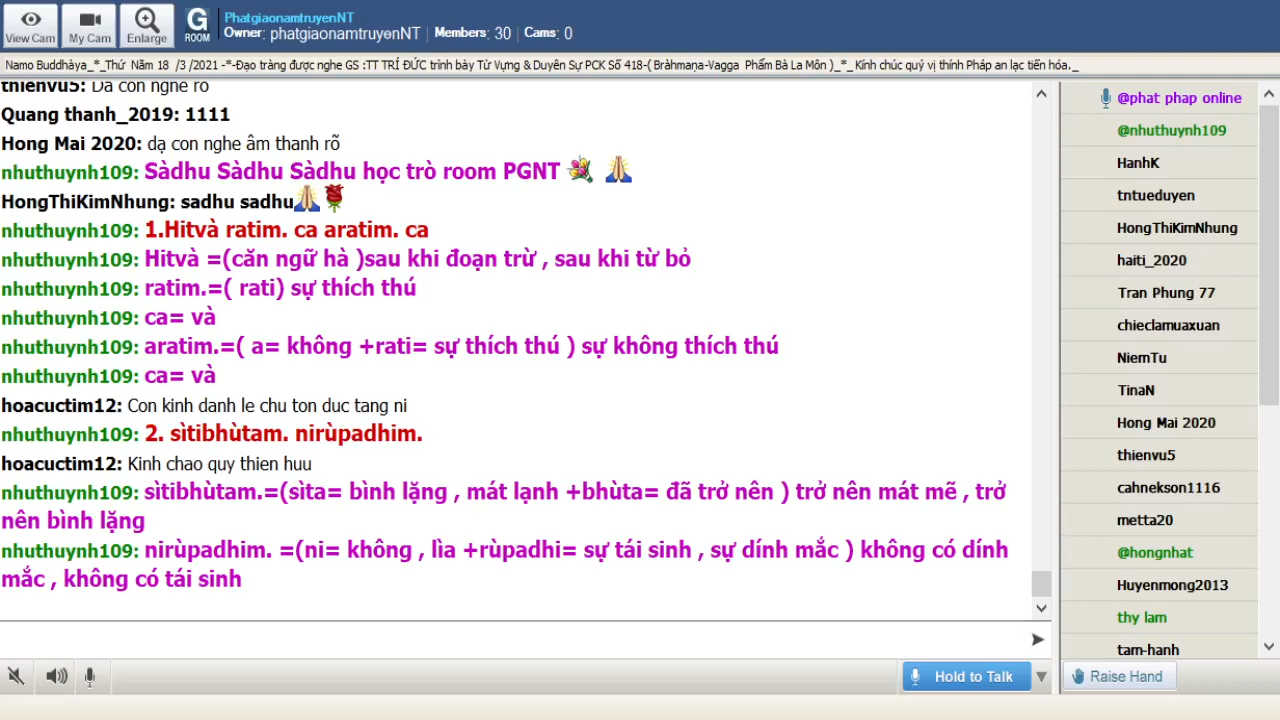 View Cam
My Cam
Enlarge
G
ROOM
PhatgiaonamtruyenNT
Owner: phatgiaonamtruyenNT | Members: 30 | Cams: 0
Namo Buddhàya_*_Thứ Năm 18 /3 /2021 -*-Đạo tràng được nghe GS :TT TRÍ ĐỨC trình bày Từ Vựng & Duyên Sự PCK Số 418-( Bràhmaṇa-Vagga Phẩm Bà La Môn )_*_ Kính chúc quý vị thính Pháp an lạc tiến hóa._
thienvu5: Dạ con nghe rõ
Quang thanh_2019: 1111
Hong Mai 2020: dạ con nghe âm thanh rõ
nhuthuynh109: Sàdhu Sàdhu Sàdhu học trò room PGNT
HongThiKimNhung: sadhu sadhu
nhuthuynh109: 1.Hitvà ratim. ca aratim. ca
nhuthuynh109: Hitvà =(căn ngữ hà )sau khi đoạn trừ , sau khi từ bỏ
nhuthuynh109: ratim.=( rati) sự thích thú
nhuthuynh109: ca= và
nhuthuynh109: aratim.=( a= không +rati= sự thích thú ) sự không thích thú
nhuthuynh109: ca= và
hoacuctim12: Con kinh danh le chu ton duc tang ni
nhuthuynh109: 2. sìtibhùtam. nirùpadhim.
hoacuctim12: Kinh chao quy thien huu
nhuthuynh109: sìtibhùtam.=(sìta= bình lặng , mát lạnh +bhùta= đã trở nên ) trở nên mát mẽ , trở
nên bình lặng
nhuthuynh109: nirùpadhim. =(ni= không , lìa +rùpadhi= sự tái sinh , sự dính mắc ) không có dính
mắc , không có tái sinh
@phat phap online
@nhuthuynh109
HanhK
tntueduyen
HongThiKimNhung
haiti_2020
Tran Phung 77
chieclamuaxuan
NiemTu
TinaN
Hong Mai 2020
thienvu5
cahnekson1116
metta20
@hongnhat
Huyenmong2013
thy lam
tam-hanh
Hold to Talk
Raise Hand